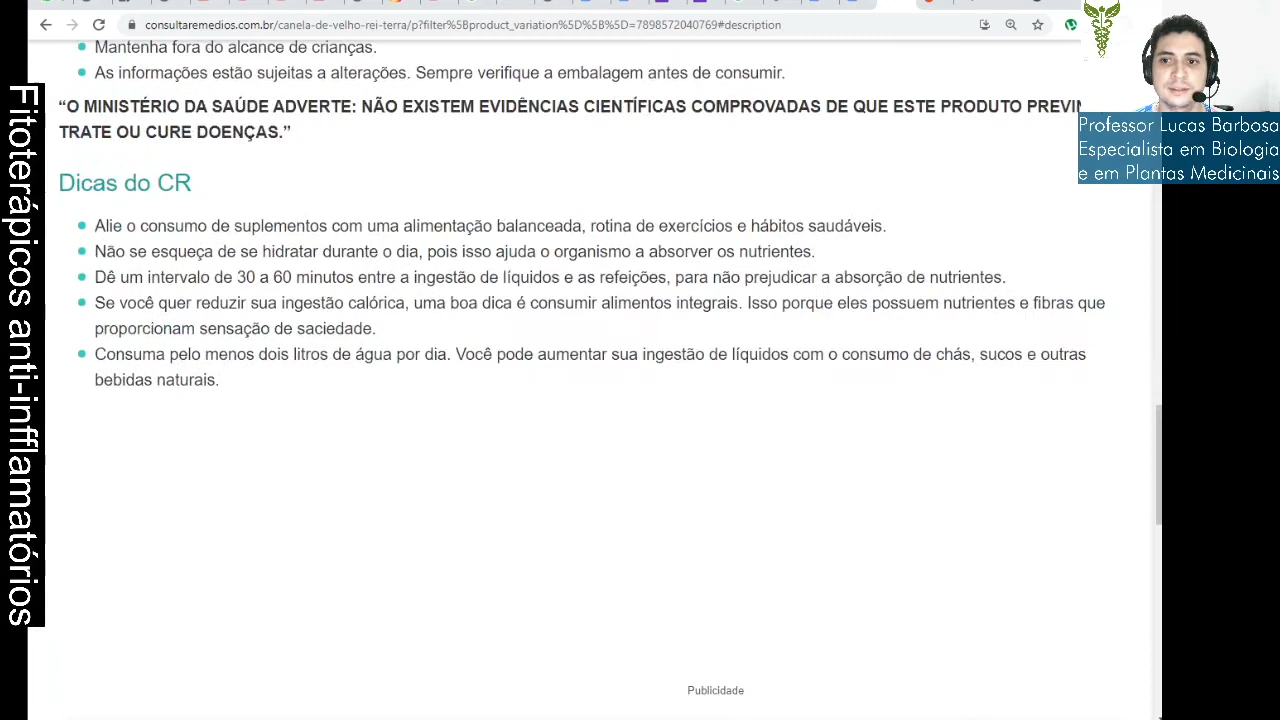 consultaremedios.com.br/canela-de-velho-rei-terra/p?filter%5Bproduct_variation%5D%5B%5D=7898572040769#description
Mantenha fora do alcance de crianças.
As informações estão sujeitas a alterações. Sempre verifique a embalagem antes de consumir.
“O MINISTÉRIO DA SAÚDE ADVERTE: NÃO EXISTEM EVIDÊNCIAS CIENTÍFICAS COMPROVADAS DE QUE ESTE PRODUTO PREVIN
TRATE OU CURE DOENÇAS.”
Dicas do CR
Alie o consumo de suplementos com uma alimentação balanceada, rotina de exercícios e hábitos saudáveis.
Não se esqueça de se hidratar durante o dia, pois isso ajuda o organismo a absorver os nutrientes.
Dê um intervalo de 30 a 60 minutos entre a ingestão de líquidos e as refeições, para não prejudicar a absorção de nutrientes.
Se você quer reduzir sua ingestão calórica, uma boa dica é consumir alimentos integrais. Isso porque eles possuem nutrientes e fibras que
proporcionam sensação de saciedade.
Consuma pelo menos dois litros de água por dia. Você pode aumentar sua ingestão de líquidos com o consumo de chás, sucos e outras
bebidas naturais.
Publicidade
Professor Lucas Barbosa
Especialista em Biologia
e em Plantas Medicinais
Fitoterápicos anti-infflamatórios